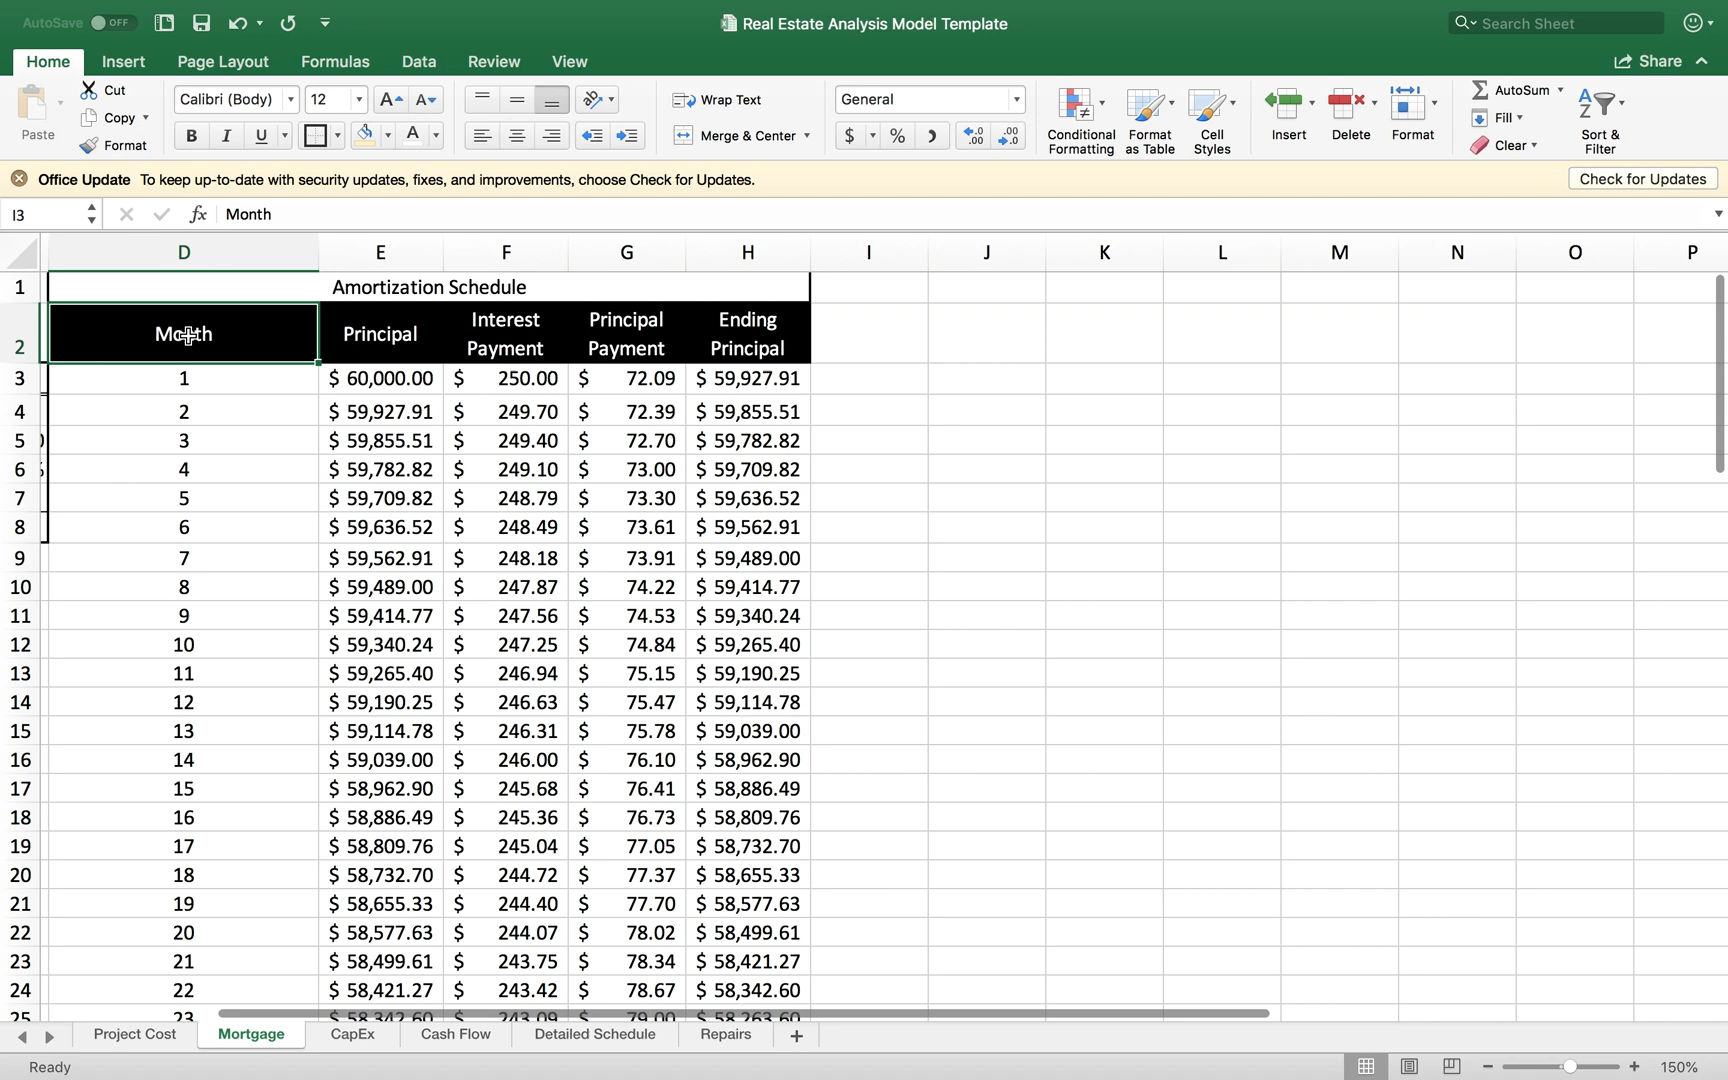 AutoSave OFF
Real Estate Analysis Model Template
Search Sheet
Home Insert Page Layout Formulas Data Review View
Share
Paste
Cut
Copy
Format
Calibri (Body) 12
B I U
Wrap Text
Merge & Center
General
$ %
Conditional Formatting
Format as Table
Cell Styles
Insert
Delete
Format
AutoSum
Fill
Clear
Sort & Filter
Office Update To keep up-to-date with security updates, fixes, and improvements, choose Check for Updates.
Check for Updates
I3 fx Month
D E F G H I J K L M N O P
1 Amortization Schedule
2 Month Principal Interest Payment Principal Payment Ending Principal
3 1 $ 60,000.00 $ 250.00 $ 72.09 $ 59,927.91
4 2 $ 59,927.91 $ 249.70 $ 72.39 $ 59,855.51
5 3 $ 59,855.51 $ 249.40 $ 72.70 $ 59,782.82
6 4 $ 59,782.82 $ 249.10 $ 73.00 $ 59,709.82
7 5 $ 59,709.82 $ 248.79 $ 73.30 $ 59,636.52
8 6 $ 59,636.52 $ 248.49 $ 73.61 $ 59,562.91
9 7 $ 59,562.91 $ 248.18 $ 73.91 $ 59,489.00
10 8 $ 59,489.00 $ 247.87 $ 74.22 $ 59,414.77
11 9 $ 59,414.77 $ 247.56 $ 74.53 $ 59,340.24
12 10 $ 59,340.24 $ 247.25 $ 74.84 $ 59,265.40
13 11 $ 59,265.40 $ 246.94 $ 75.15 $ 59,190.25
14 12 $ 59,190.25 $ 246.63 $ 75.47 $ 59,114.78
15 13 $ 59,114.78 $ 246.31 $ 75.78 $ 59,039.00
16 14 $ 59,039.00 $ 246.00 $ 76.10 $ 58,962.90
17 15 $ 58,962.90 $ 245.68 $ 76.41 $ 58,886.49
18 16 $ 58,886.49 $ 245.36 $ 76.73 $ 58,809.76
19 17 $ 58,809.76 $ 245.04 $ 77.05 $ 58,732.70
20 18 $ 58,732.70 $ 244.72 $ 77.37 $ 58,655.33
21 19 $ 58,655.33 $ 244.40 $ 77.70 $ 58,577.63
22 20 $ 58,577.63 $ 244.07 $ 78.02 $ 58,499.61
23 21 $ 58,499.61 $ 243.75 $ 78.34 $ 58,421.27
24 22 $ 58,421.27 $ 243.42 $ 78.67 $ 58,342.60
25 23 $ 58,342.60 $ 243.09 $ 79.00 $ 58,263.60
Project Cost Mortgage CapEx Cash Flow Detailed Schedule Repairs
Ready
150%